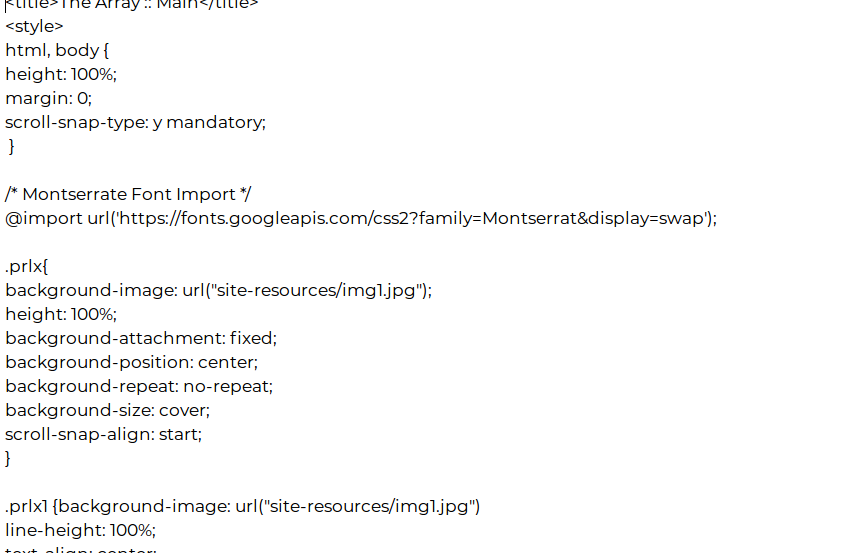 <title>The Array :: Main</title>
<style>
html, body {
height: 100%;
margin: 0;
scroll-snap-type: y mandatory;
}
/* Montserrate Font Import */
@import url('https://fonts.googleapis.com/css2?family=Montserrat&display=swap');
.prlx{
background-image: url("site-resources/img1.jpg");
height: 100%;
background-attachment: fixed;
background-position: center;
background-repeat: no-repeat;
background-size: cover;
scroll-snap-align: start;
}
.prlx1 {background-image: url("site-resources/img1.jpg")
line-height: 100%;
text-align: center;